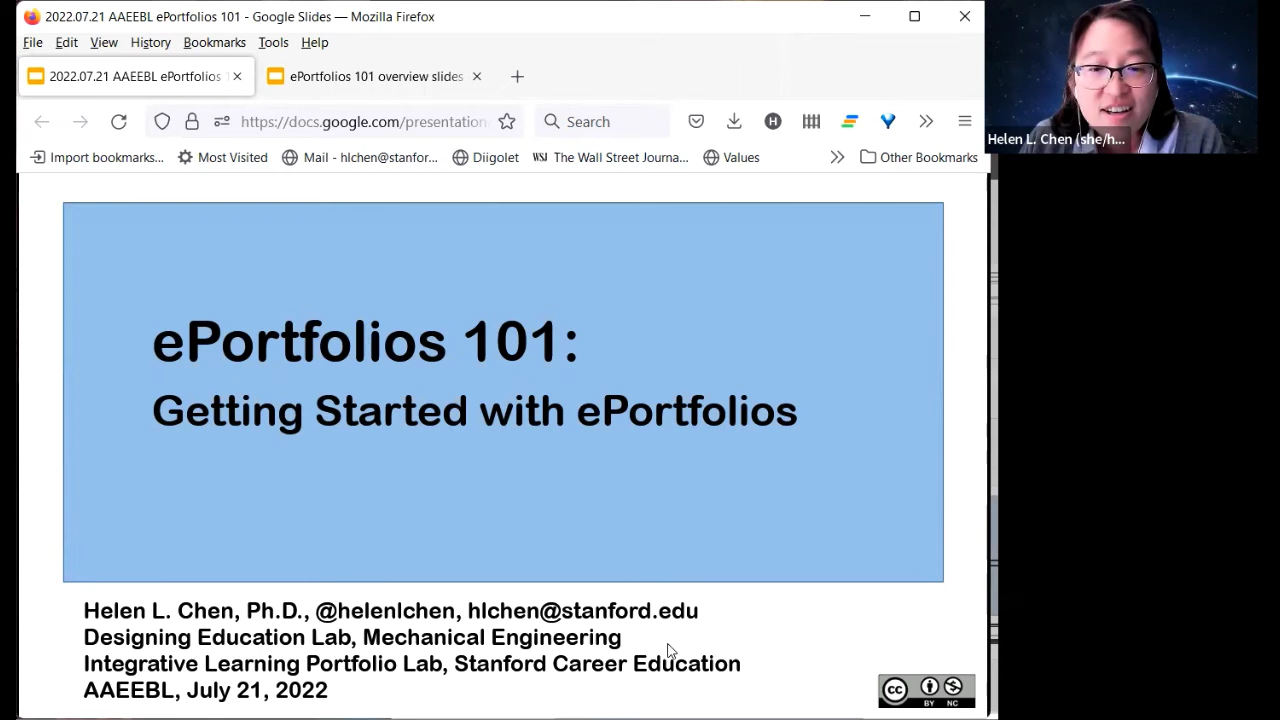 2022.07.21 AAEEBL ePortfolios 101 - Google Slides — Mozilla Firefox
File Edit View History Bookmarks Tools Help
2022.07.21 AAEEBL ePortfolios ePortfolios 101 overview slides
https://docs.google.com/presentation Search
Import bookmarks... Most Visited Mail - hlchen@stanfor... Diigolet WSJ The Wall Street Journa... Values Other Bookmarks
Helen L. Chen (she/h...
ePortfolios 101:
Getting Started with ePortfolios
Helen L. Chen, Ph.D., @helenlchen, hlchen@stanford.edu
Designing Education Lab, Mechanical Engineering
Integrative Learning Portfolio Lab, Stanford Career Education
AAEEBL, July 21, 2022
cc BY NC